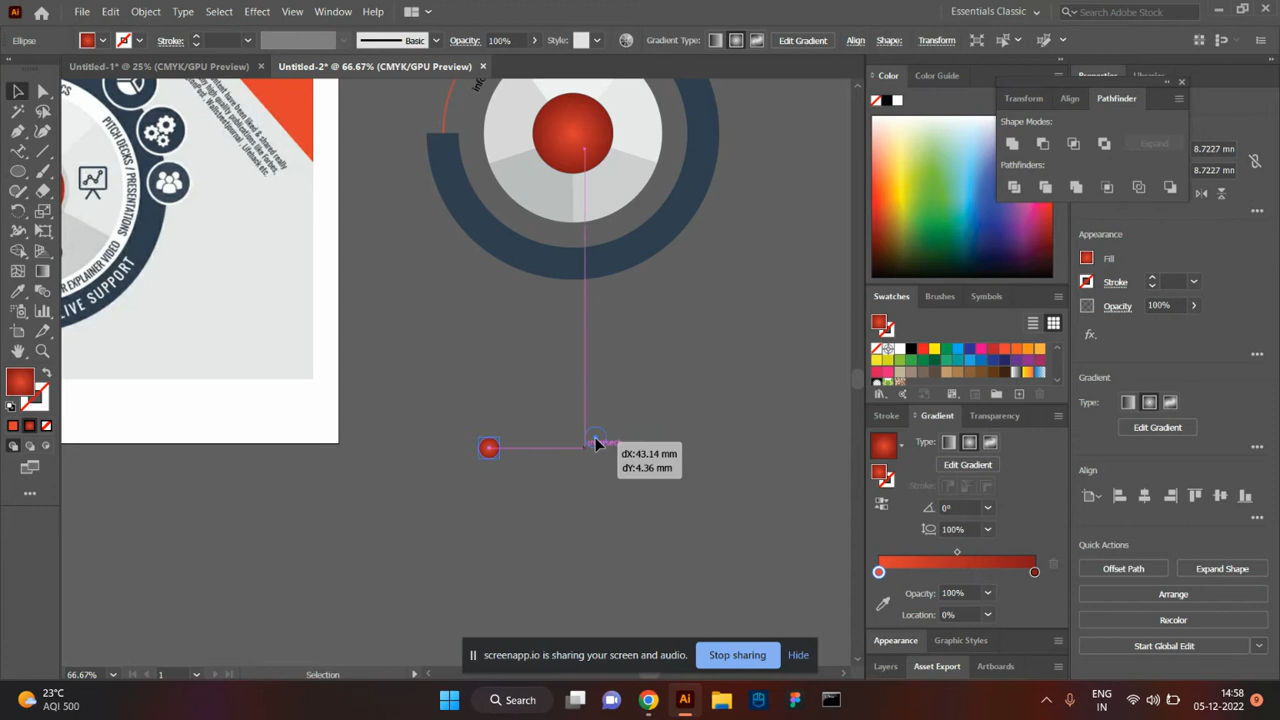 File Edit Object Type Select Effect View Window Help
Essentials Classic
Search Adobe Stock
Ellipse
Stroke:
Basic
Opacity: 100%
Style:
Gradient Type:
Edit Gradient
Align
Shape:
Transform
Untitled-1* @ 25% (CMYK/GPU Preview) ×
Untitled-2* @ 66.67% (CMYK/GPU Preview) ×
Color Color Guide
Transform Align Pathfinder
Shape Modes:
Expand
Pathfinders:
8.7227 mm
8.7227 mm
Appearance
Fill
Stroke
Opacity 100%
Swatches Brushes Symbols
Gradient
Type:
Edit Gradient
Stroke Gradient Transparency
Type:
Edit Gradient
Stroke:
0°
100%
Opacity: 100%
Location: 0%
Align
Quick Actions
Offset Path Expand Shape
Arrange
Recolor
Start Global Edit
Appearance Graphic Styles
Layers Asset Export Artboards
PITCH DECKS / PRESENTATIONS
EXPLAINER VIDEO
LIVE SUPPORT
dX:43.14 mm
dY:4.36 mm
screenapp.io is sharing your screen and audio.
Stop sharing
Hide
66.67%
1
Selection
23°C
AQI 500
Search
ENG
IN
14:58
05-12-2022
9